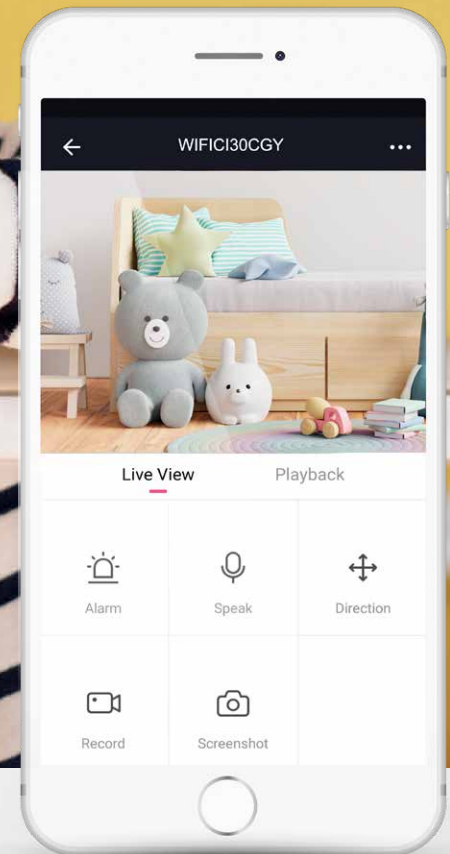 WIFICI30CGY
Live View
Playback
Alarm
Speak
Direction
Record
Screenshot